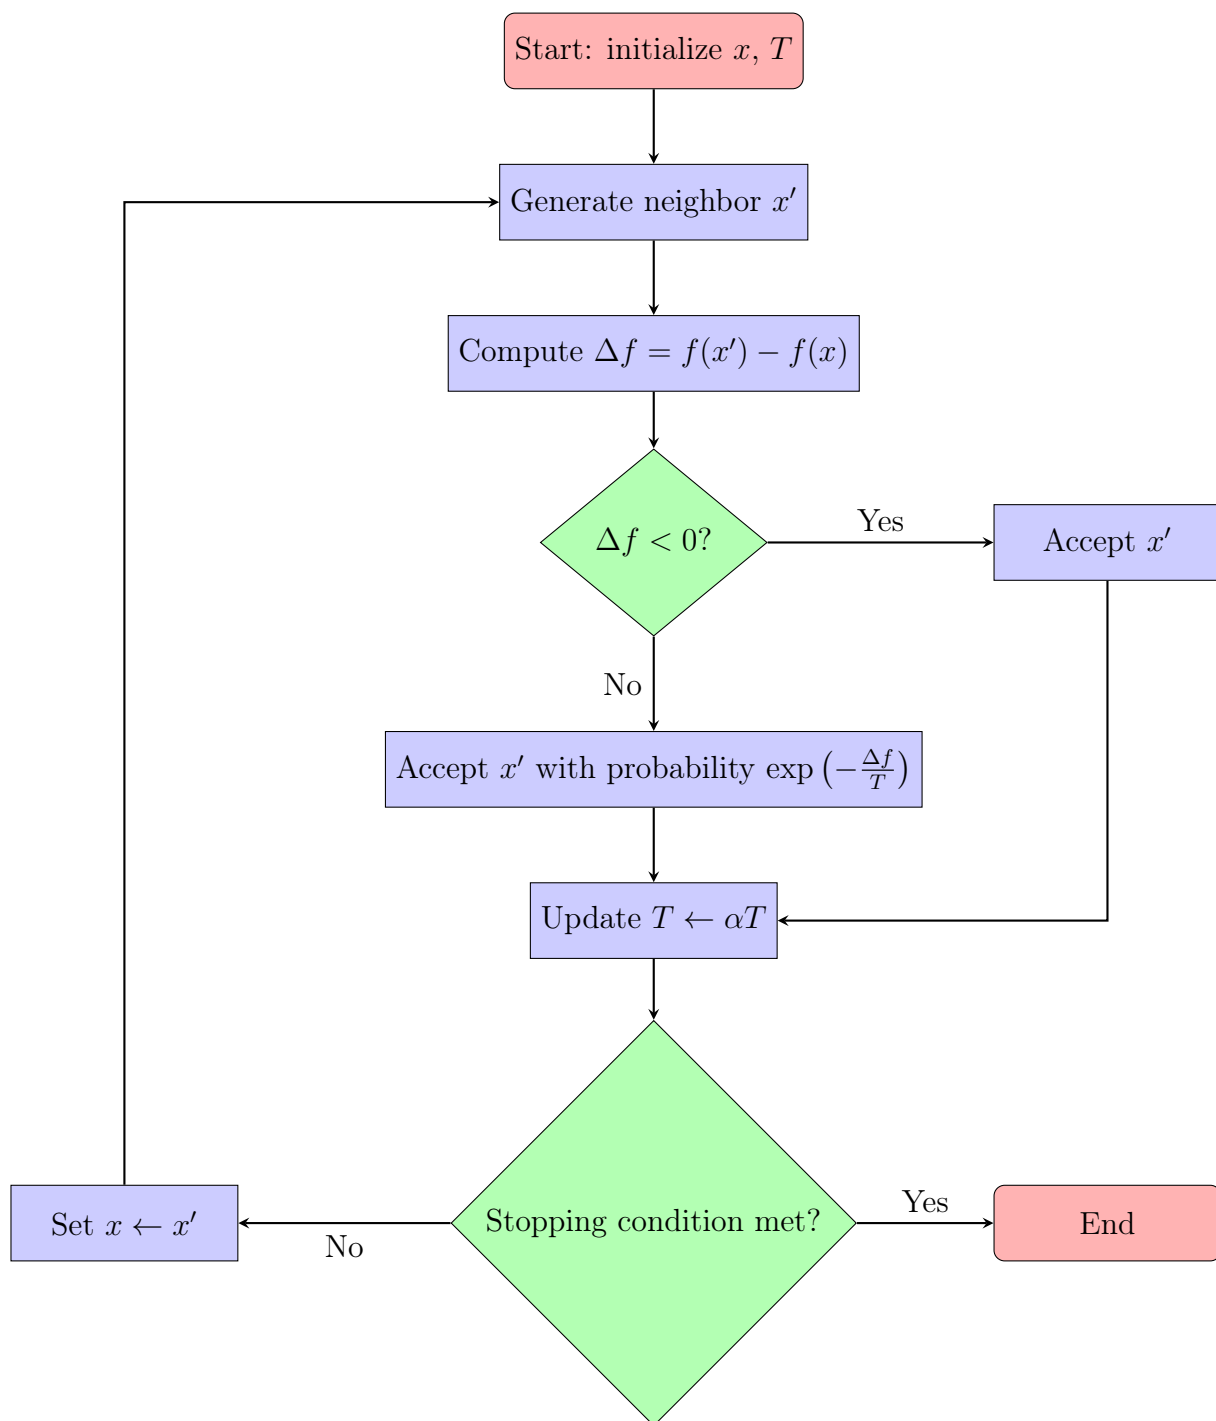 Start: initialize x, T
Generate neighbor x′
Compute Δf = f(x′) − f(x)
Δf < 0?
Yes
Accept x′
No
Accept x′ with probability exp (−Δf/T)
Update T ← αT
Stopping condition met?
Yes
End
No
Set x ← x′